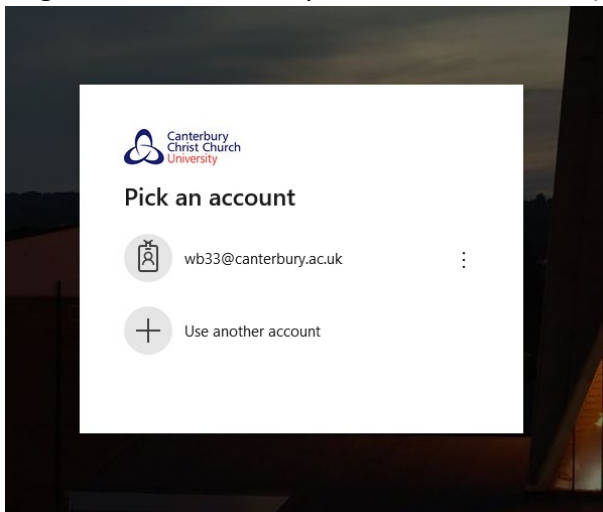 Canterbury
Christ Church
University
Pick an account
wb33@canterbury.ac.uk
Use another account